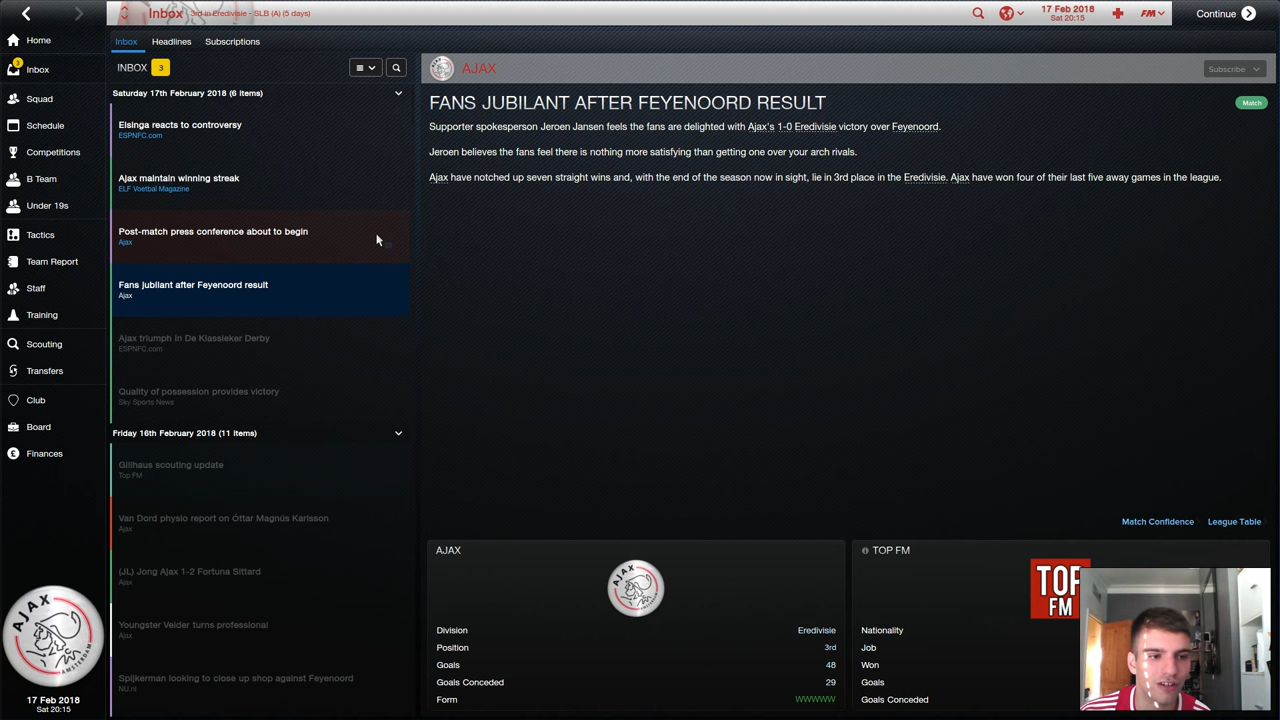 Inbox
3rd in Eredivisie - SLB (A) (5 days)
17 Feb 2018
Sat 20:15
FM
Continue
Home
3
Inbox
Squad
Schedule
Competitions
B Team
Under 19s
Tactics
Team Report
Staff
Training
Scouting
Transfers
Club
Board
Finances
AJAX
AMSTERDAM
17 Feb 2018
Sat 20:15
Inbox
Headlines
Subscriptions
INBOX 3
Saturday 17th February 2018 (6 items)
Elsinga reacts to controversy
ESPNFC.com
Ajax maintain winning streak
ELF Voetbal Magazine
Post-match press conference about to begin
Ajax
Fans jubilant after Feyenoord result
Ajax
Ajax triumph in De Klassieker Derby
ESPNFC.com
Quality of possession provides victory
Sky Sports News
Friday 16th February 2018 (11 items)
Gillhaus scouting update
Top FM
Van Dord physio report on Óttar Magnús Karlsson
Ajax
(JL) Jong Ajax 1-2 Fortuna Sittard
Ajax
Youngster Velder turns professional
Ajax
Spijkerman looking to close up shop against Feyenoord
NU.nl
AJAX
Subscribe
FANS JUBILANT AFTER FEYENOORD RESULT
Match
Supporter spokesperson Jeroen Jansen feels the fans are delighted with Ajax's 1-0 Eredivisie victory over Feyenoord.
Jeroen believes the fans feel there is nothing more satisfying than getting one over your arch rivals.
Ajax have notched up seven straight wins and, with the end of the season now in sight, lie in 3rd place in the Eredivisie. Ajax have won four of their last five away games in the league.
Match Confidence
League Table
AJAX
AJAX
Division Eredivisie
Position 3rd
Goals 48
Goals Conceded 29
Form WWWWW
TOP FM
TOP
FM
Nationality
Job
Won
Goals
Goals Conceded